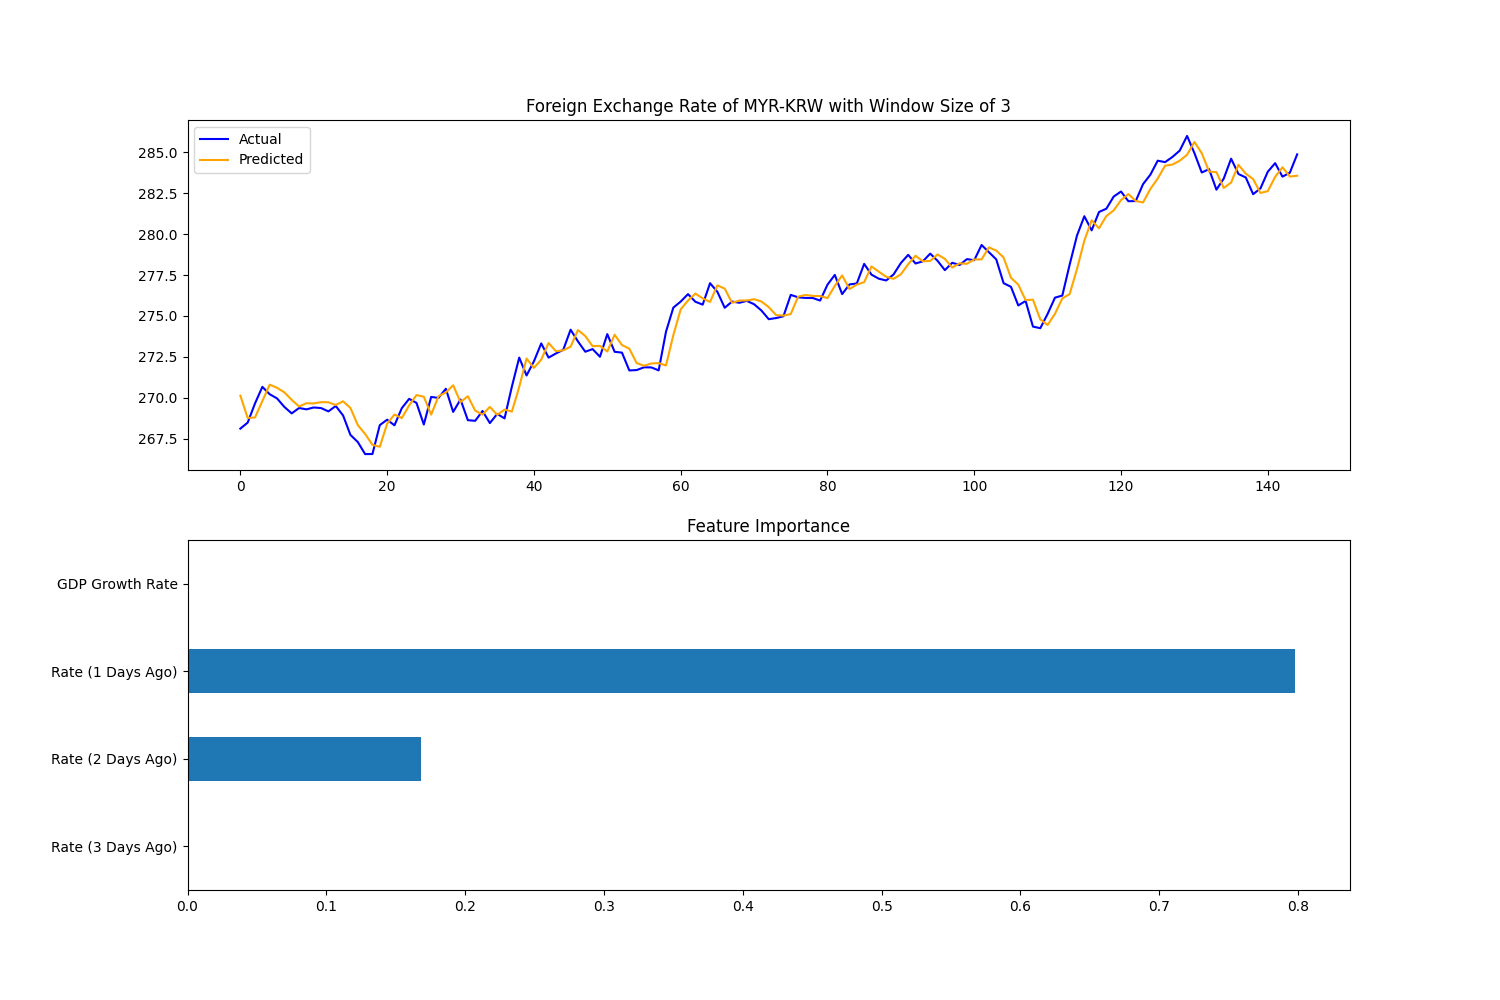 Foreign Exchange Rate of MYR-KRW with Window Size of 3
Actual
Predicted
285.0
282.5
280.0
277.5
275.0
272.5
270.0
267.5
0 20 40 60 80 100 120 140
Feature Importance
GDP Growth Rate
Rate (1 Days Ago)
Rate (2 Days Ago)
Rate (3 Days Ago)
0.0 0.1 0.2 0.3 0.4 0.5 0.6 0.7 0.8